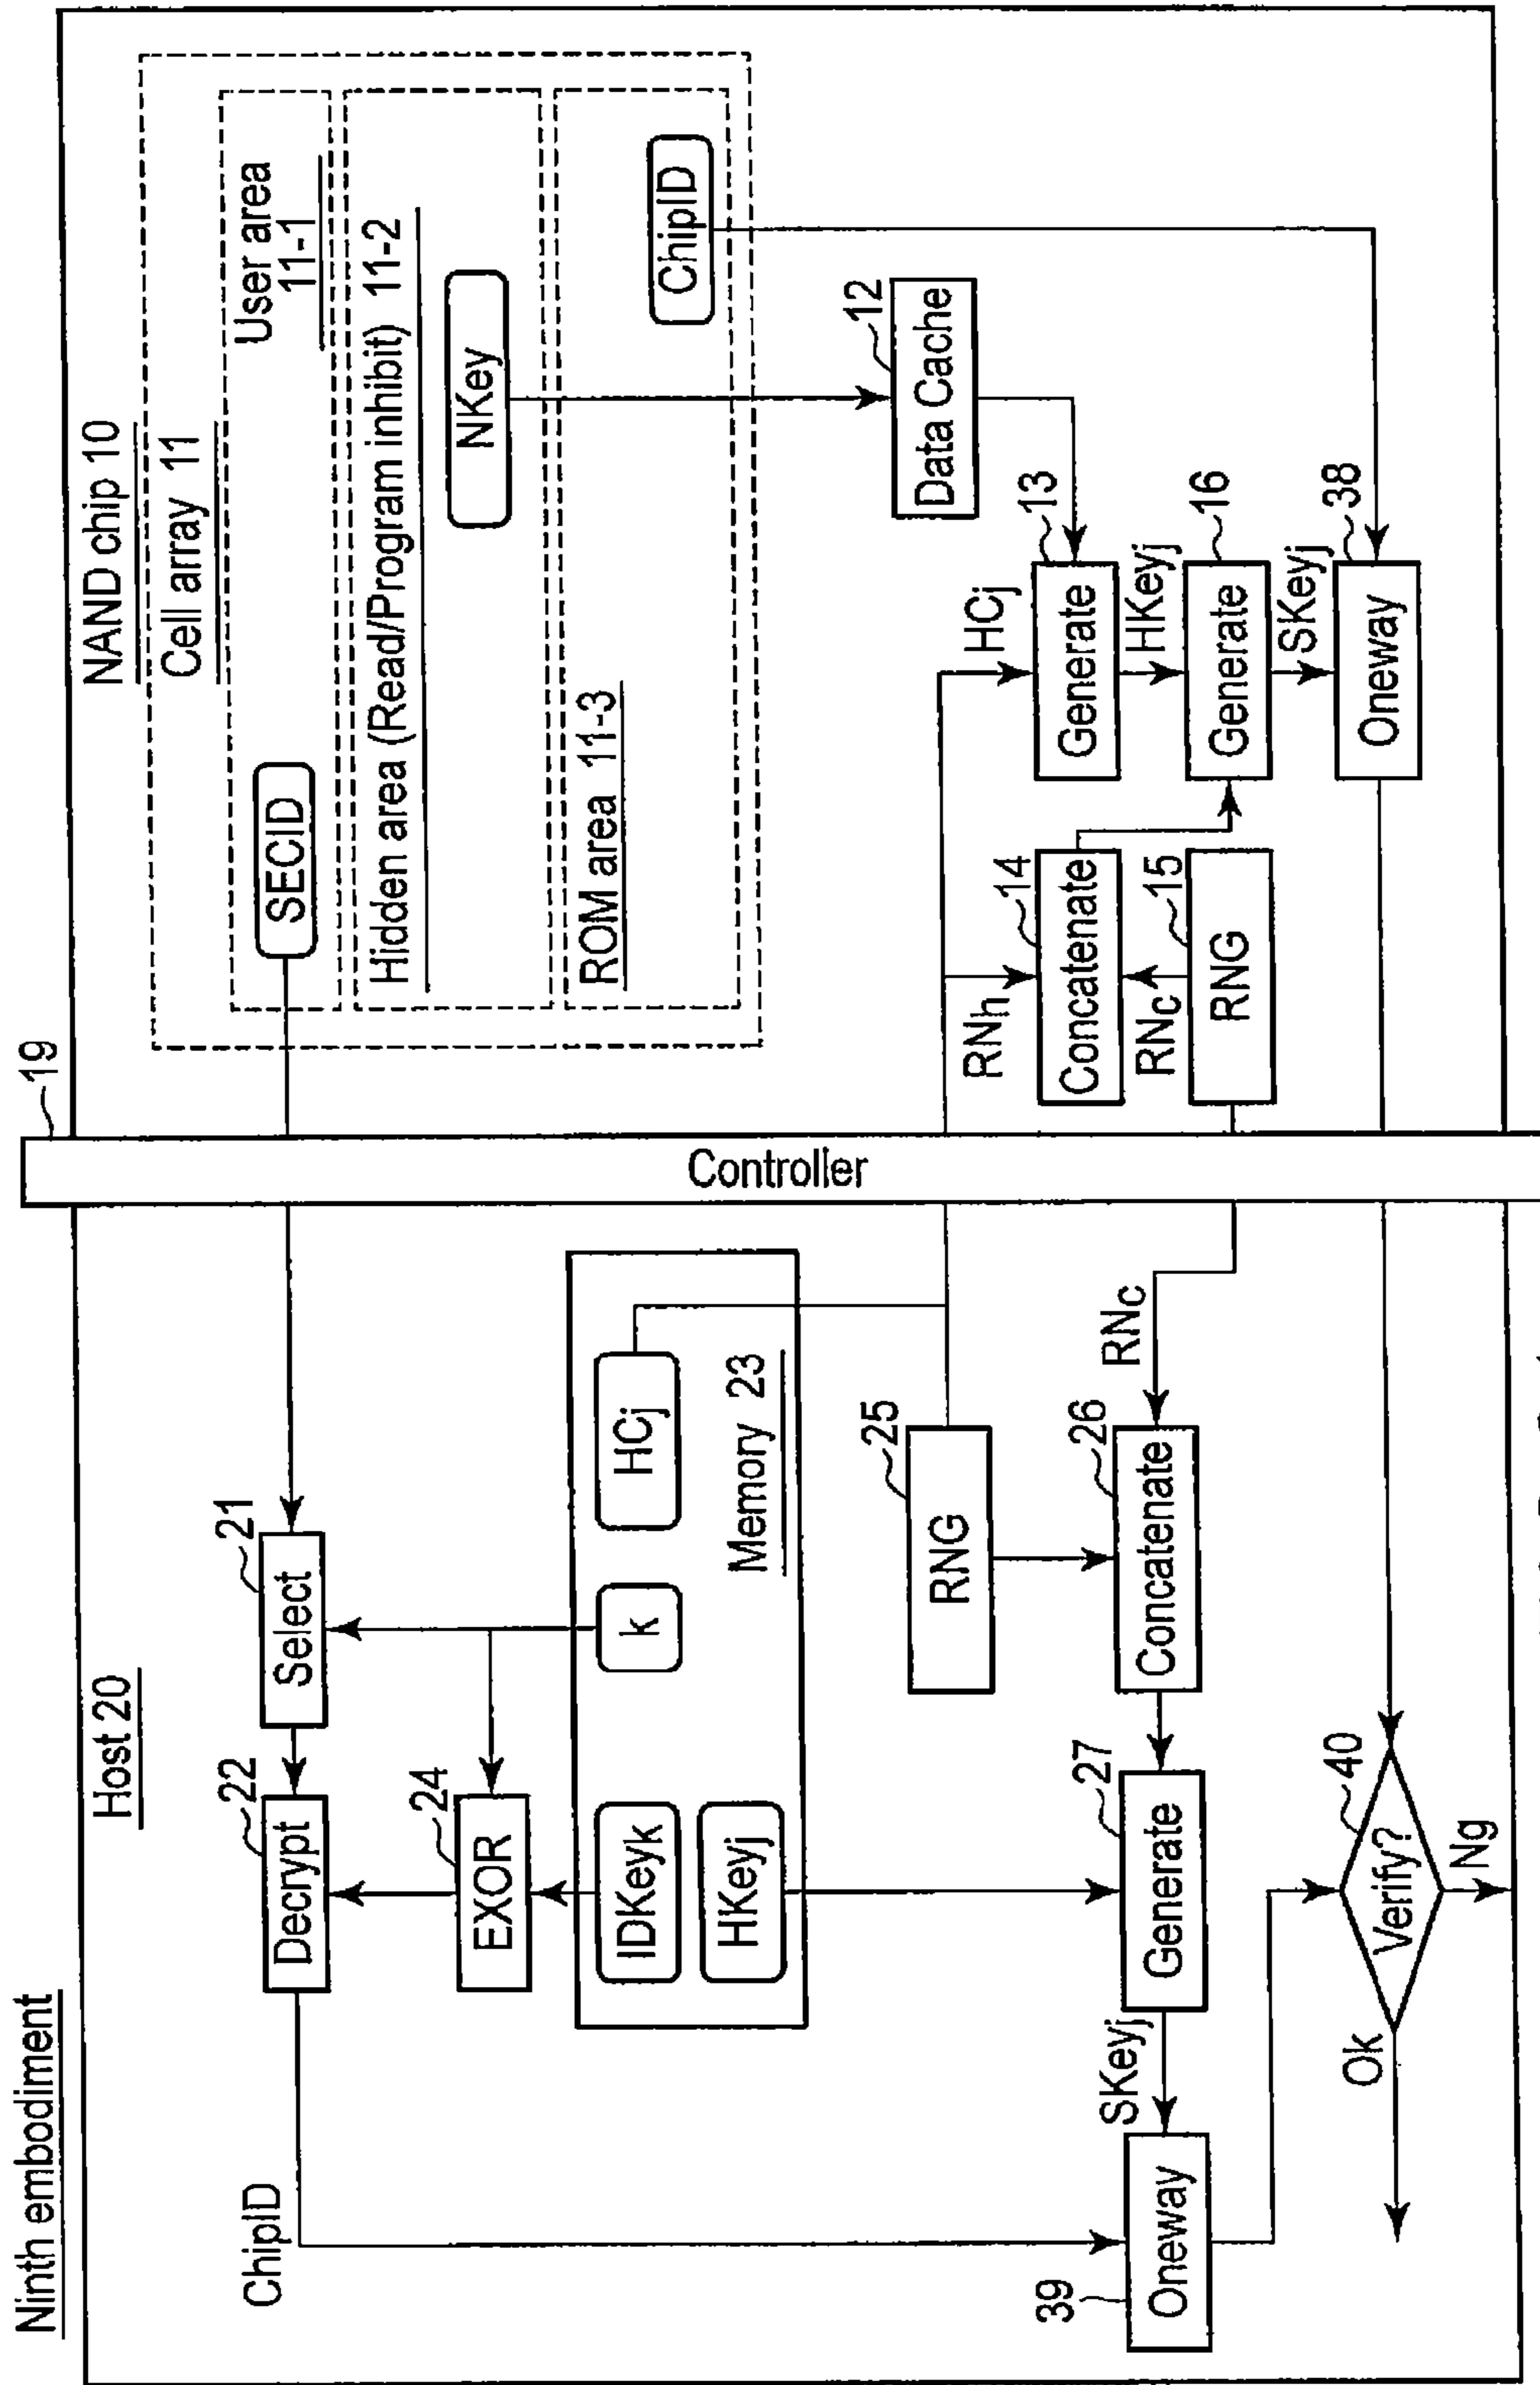 Ninth embodiment
Host 20
ChipID
22
Decrypt
21
Select
24
EXOR
IDKeyk
k
HCj
HKeyj
Memory 23
25
RNG
RNc
26
Concatenate
27
Generate
SKeyj
39
Oneway
40
Verify?
Ok
Ng
19
Controller
NAND chip 10
Cell array 11
SECID
User area
11-1
Hidden area (Read/Program inhibit) 11-2
NKey
ROM area 11-3
ChipID
12
Data Cache
HCj
13
Generate
HKeyj
RNh
14
Concatenate
RNc
15
RNG
16
Generate
SKeyj
38
Oneway